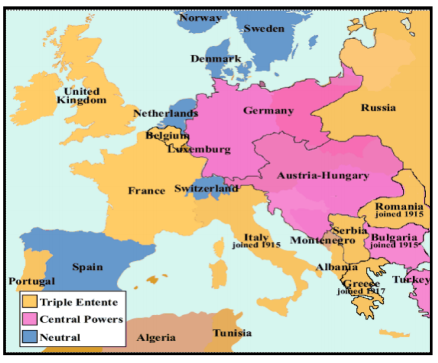 Norway
Sweden
Denmark
United
Kingdom
Netherlands
Germany
Russia
Belgium
Luxemburg
Austria-Hungary
France
Switzerland
Romania
joined 1915
Serbia
Italy
joined 1915
Montenegro
Bulgaria
joined 1915
Albania
Spain
Portugal
Greece
joined 1917
Turkey
Triple Entente
Central Powers
Neutral
Algeria
Tunisia